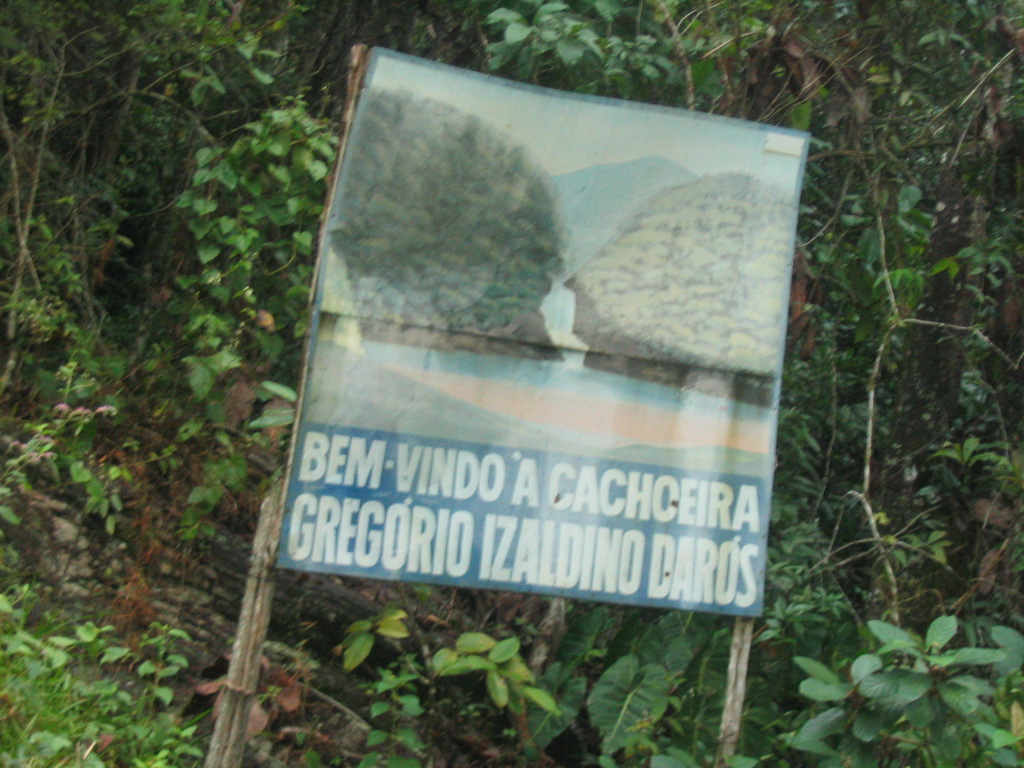 BEM-VINDO À CACHOEIRA
GREGÓRIO IZALDINO DARÓS